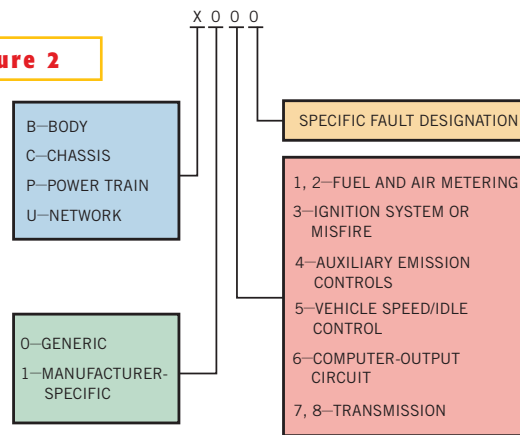 X 0 0 0
ure 2
B—BODY
C—CHASSIS
P—POWER TRAIN
U—NETWORK
SPECIFIC FAULT DESIGNATION
1, 2—FUEL AND AIR METERING
3—IGNITION SYSTEM OR
MISFIRE
4—AUXILIARY EMISSION
CONTROLS
5—VEHICLE SPEED/IDLE
CONTROL
6—COMPUTER-OUTPUT
CIRCUIT
7, 8—TRANSMISSION
0—GENERIC
1—MANUFACTURER-
SPECIFIC